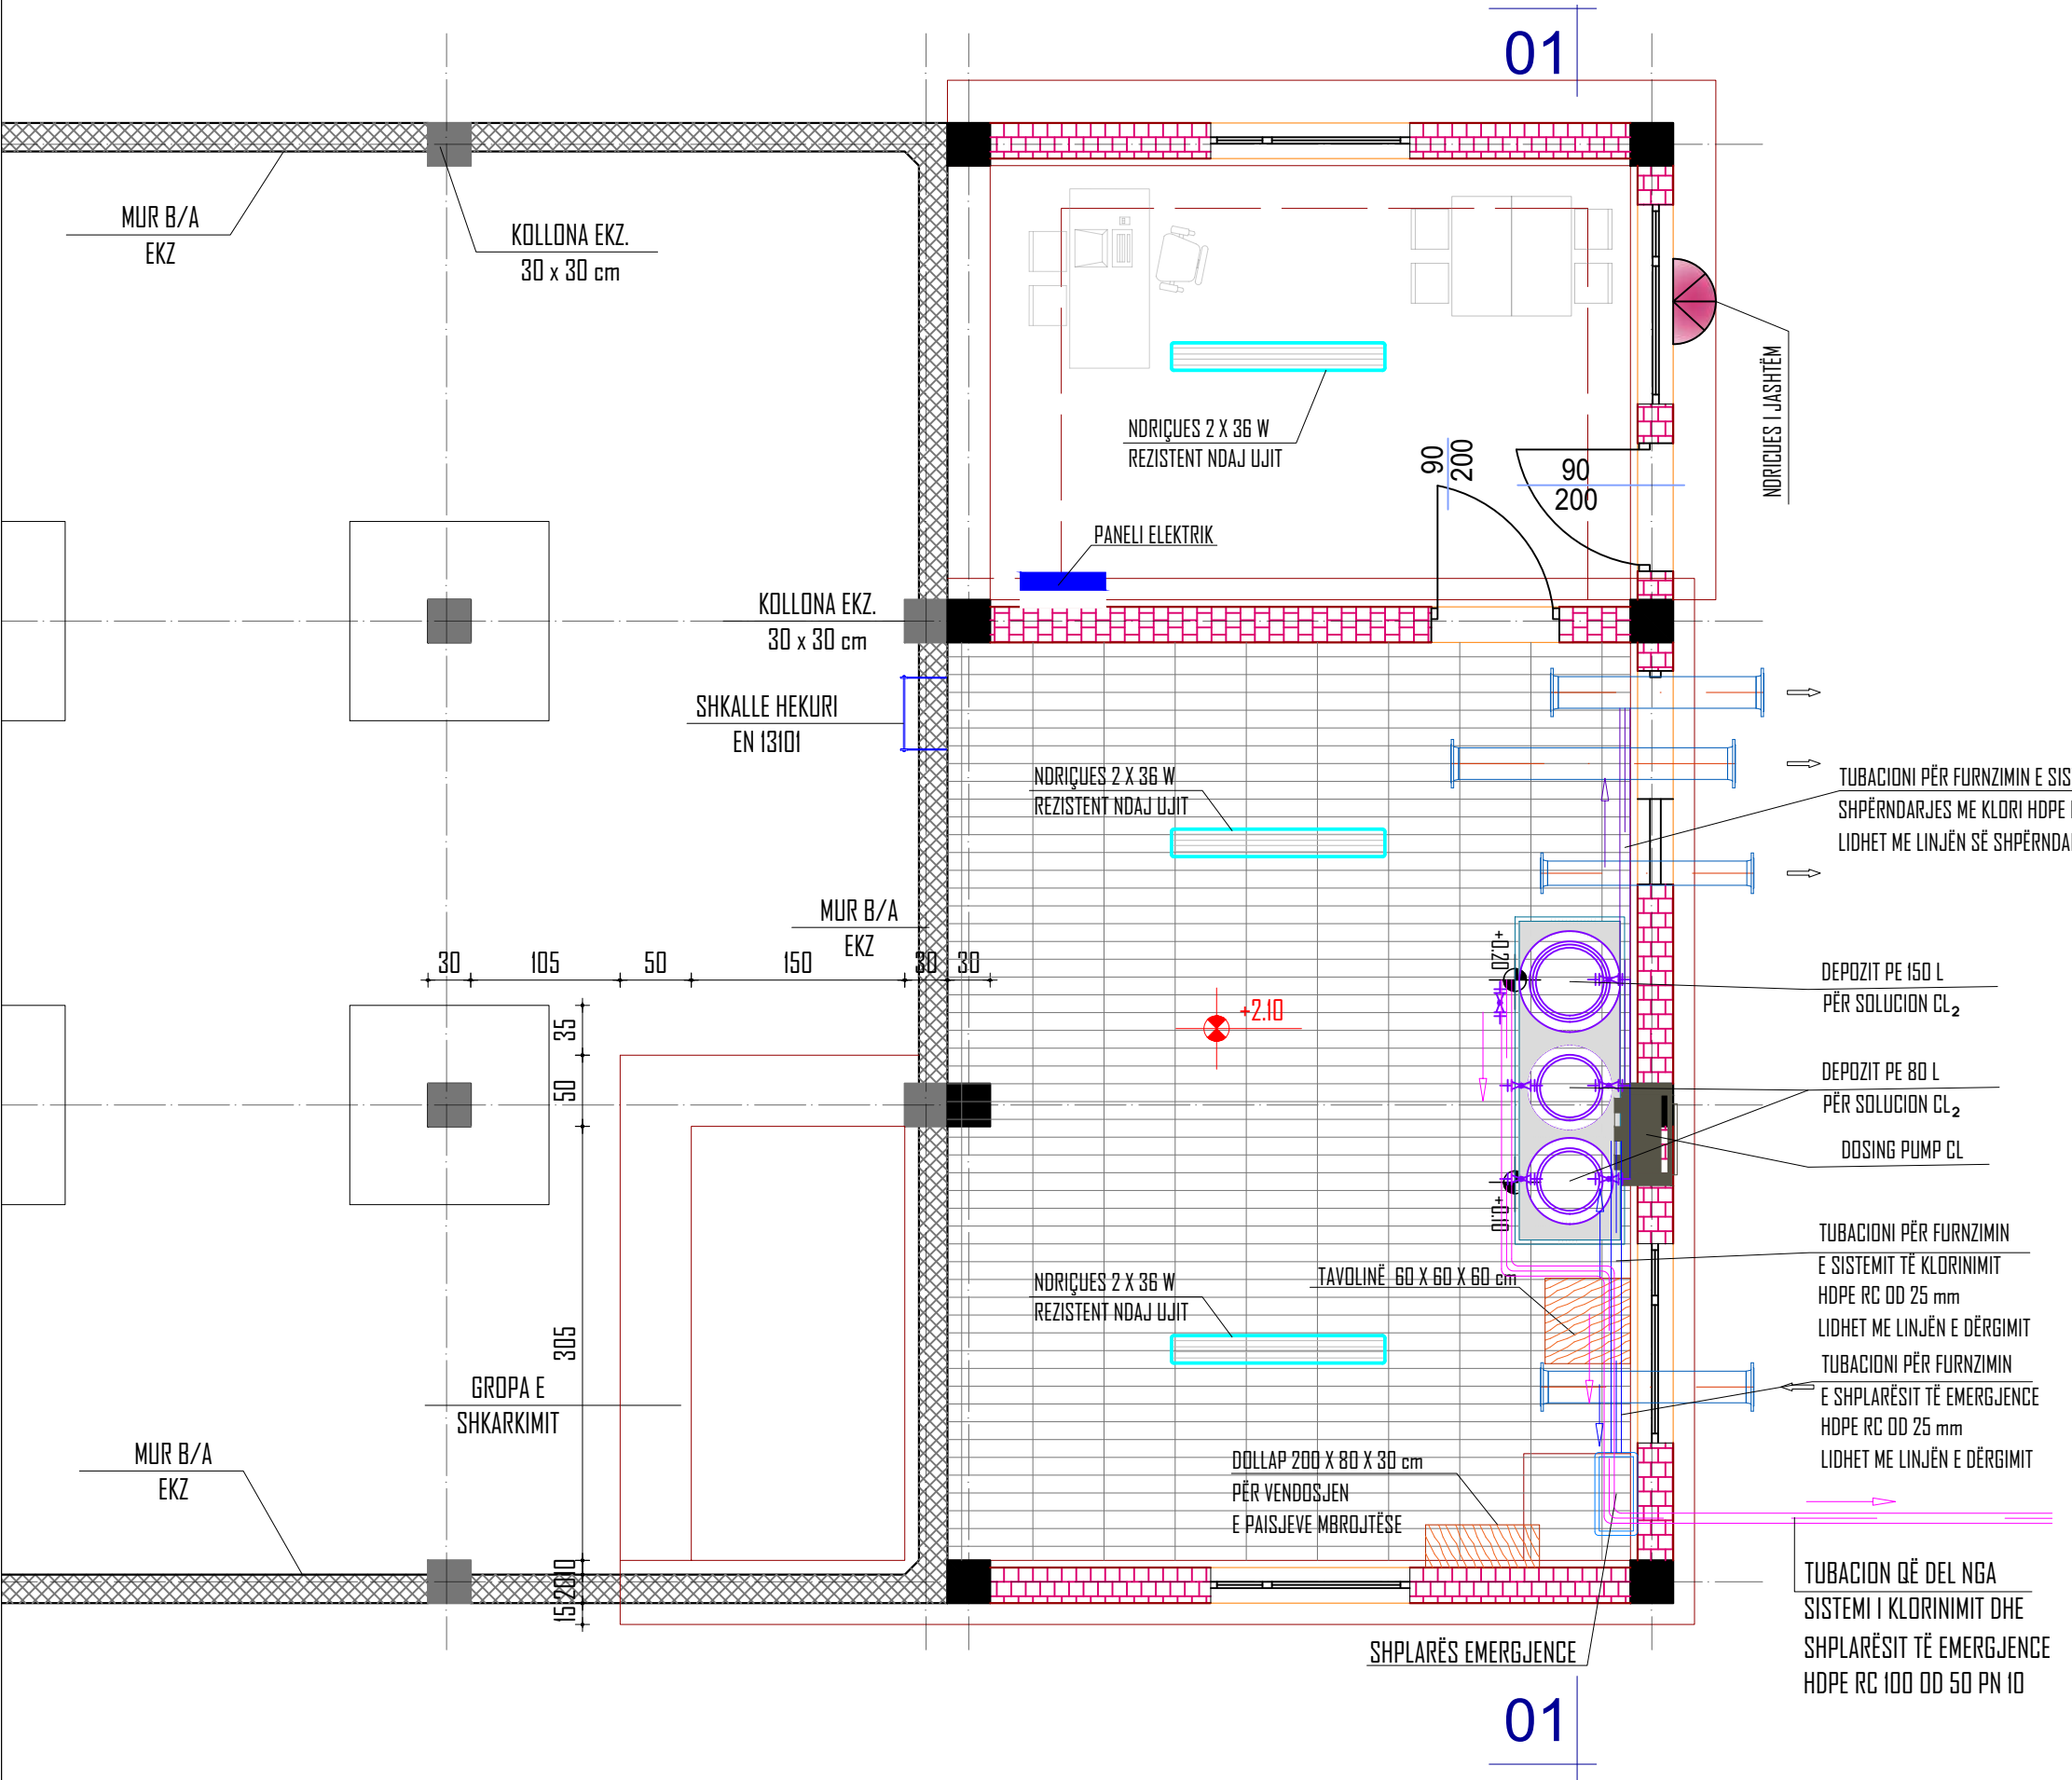 01
MUR B/A
EKZ
KOLLONA EKZ.
30 x 30 cm
NDRIÇUES 2 X 36 W
REZISTENT NDAJ UJIT
90
200
90
200
NDRICUES I JASHTËM
PANELI ELEKTRIK
KOLLONA EKZ.
30 x 30 cm
SHKALLE HEKURI
EN 13101
NDRIÇUES 2 X 36 W
REZISTENT NDAJ UJIT
TUBACIONI PËR FURNZIMIN E SIS
SHPËRNDARJES ME KLORI HDPE
LIDHET ME LINJËN SË SHPËRNDA
MUR B/A
EKZ
30 105 50 150 30 30
+0.20
+2.10
DEPOZIT PE 150 L
PËR SOLUCION CL2
35
50
305
10
20
15
DEPOZIT PE 80 L
PËR SOLUCION CL2
DOSING PUMP CL
+0.10
TUBACIONI PËR FURNZIMIN
E SISTEMIT TË KLORINIMIT
HDPE RC OD 25 mm
LIDHET ME LINJËN E DËRGIMIT
NDRIÇUES 2 X 36 W
REZISTENT NDAJ UJIT
TAVOLINË 60 X 60 X 60 cm
TUBACIONI PËR FURNZIMIN
E SHPLARËSIT TË EMERGJENCE
HDPE RC OD 25 mm
LIDHET ME LINJËN E DËRGIMIT
GROPA E
SHKARKIMIT
MUR B/A
EKZ
DOLLAP 200 X 80 X 30 cm
PËR VENDOSJEN
E PAISJEVE MBROJTËSE
SHPLARËS EMERGJENCE
TUBACION QË DEL NGA
SISTEMI I KLORINIMIT DHE
SHPLARËSIT TË EMERGJENCE
HDPE RC 100 OD 50 PN 10
01